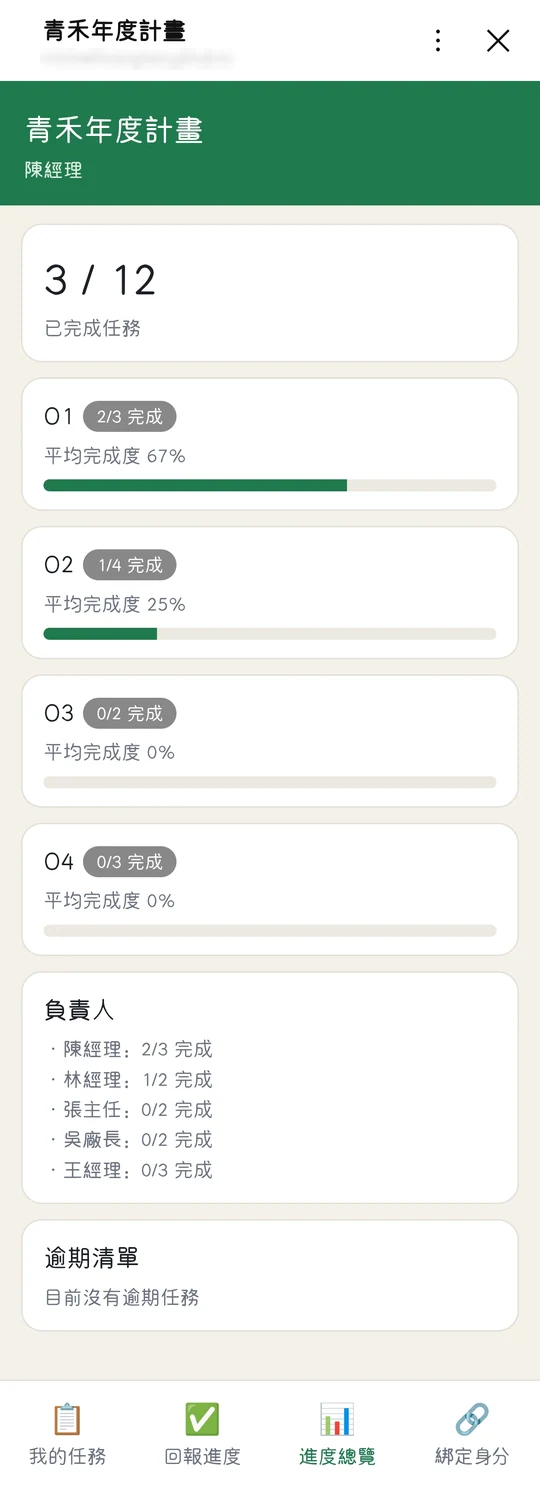 青禾年度計畫
青禾年度計畫
陳經理
3 / 12
已完成任務
01 2/3 完成
平均完成度 67%
02 1/4 完成
平均完成度 25%
03 0/2 完成
平均完成度 0%
04 0/3 完成
平均完成度 0%
負責人
· 陳經理：2/3 完成
· 林經理：1/2 完成
· 張主任：0/2 完成
· 吳廠長：0/2 完成
· 王經理：0/3 完成
逾期清單
目前沒有逾期任務
我的任務 回報進度 進度總覽 綁定身分